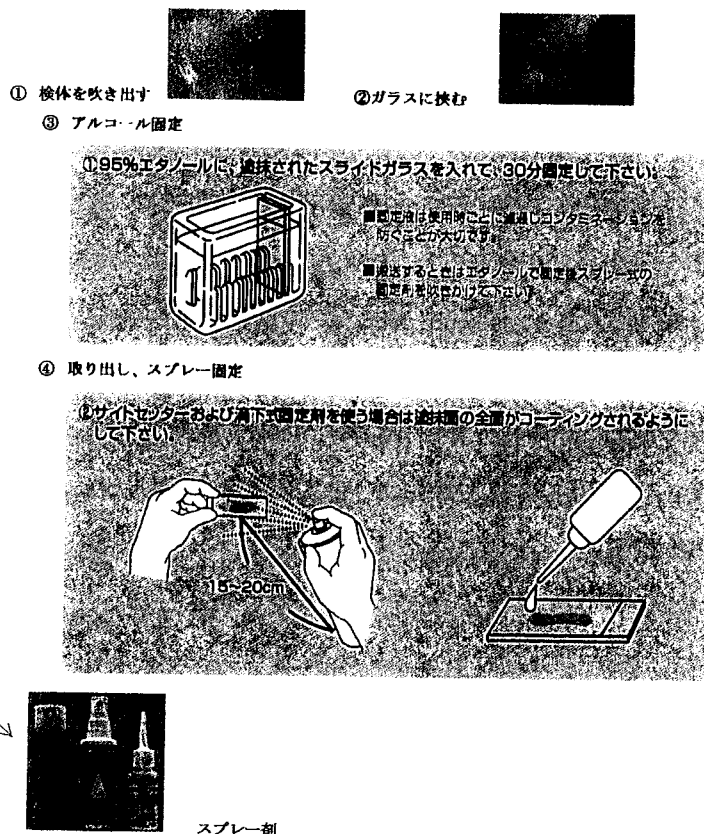 ① 検体を吹き出す
②ガラスに挟む
③ アルコール固定
①95%エタノールに、塗抹されたスライドガラスを入れて、30分固定して下さい。
■固定液は使用時ごとに濾過しコンタミネーションを
防ぐことが大切です。
■搬送するときはエタノールで固定後スプレー式の
固定剤を吹きかけて下さい。
④ 取り出し、スプレー固定
②サイトセッターおよび滴下式固定剤を使う場合は塗抹面の全面がコーティングされるように
して下さい。
15~20cm
スプレー剤